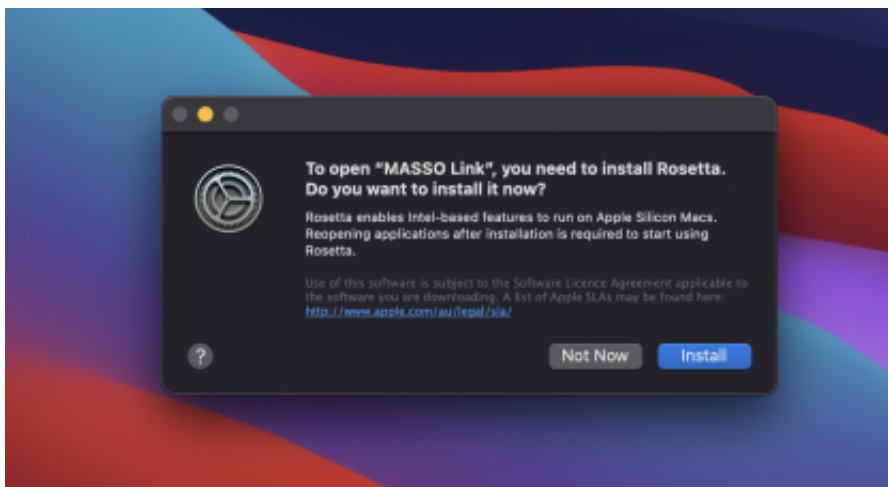 To open “MASSO Link”, you need to install Rosetta.
Do you want to install it now?
Rosetta enables Intel-based features to run on Apple Silicon Macs.
Reopening applications after installation is required to start using
Rosetta.
Use of this software is subject to the Software Licence Agreement applicable to
the software you are downloading. A list of Apple SLAs may be found here:
http://www.apple.com/au/legal/sla/
?
Not Now
Install